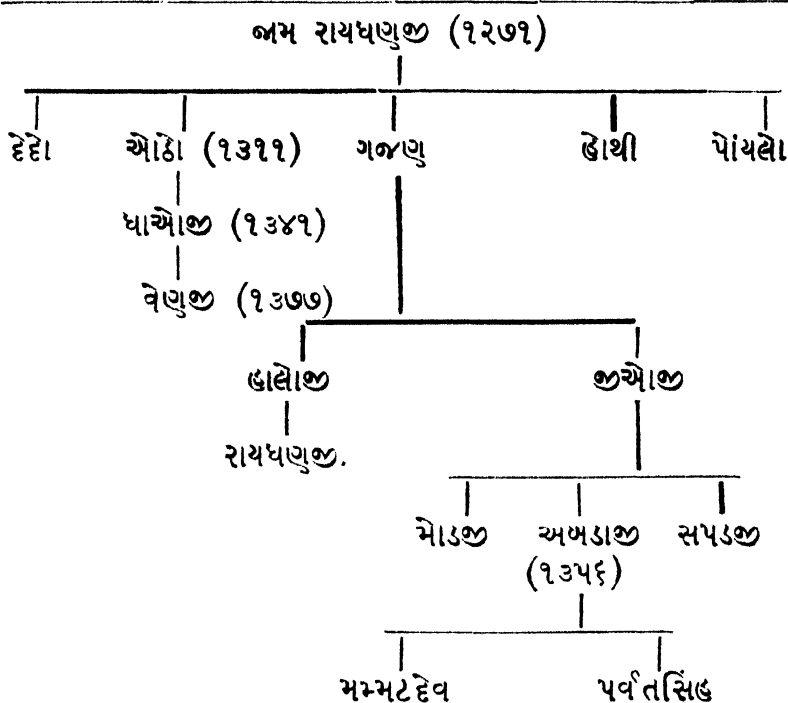 જામ રાયધણજી (૧૨૭૧)
દેદો ઓઠો (૧૩૧૧) ગજણ હોથી પોંયલો
ધાઓજી (૧૩૪૧)
વેણજી (૧૩૭૭)
હાલોજી જીઓજી
રાયધણજી.
મોડજી અબડાજી સપડજી
(૧૩૫૬)
મમ્મટદેવ પર્વતસિંહ